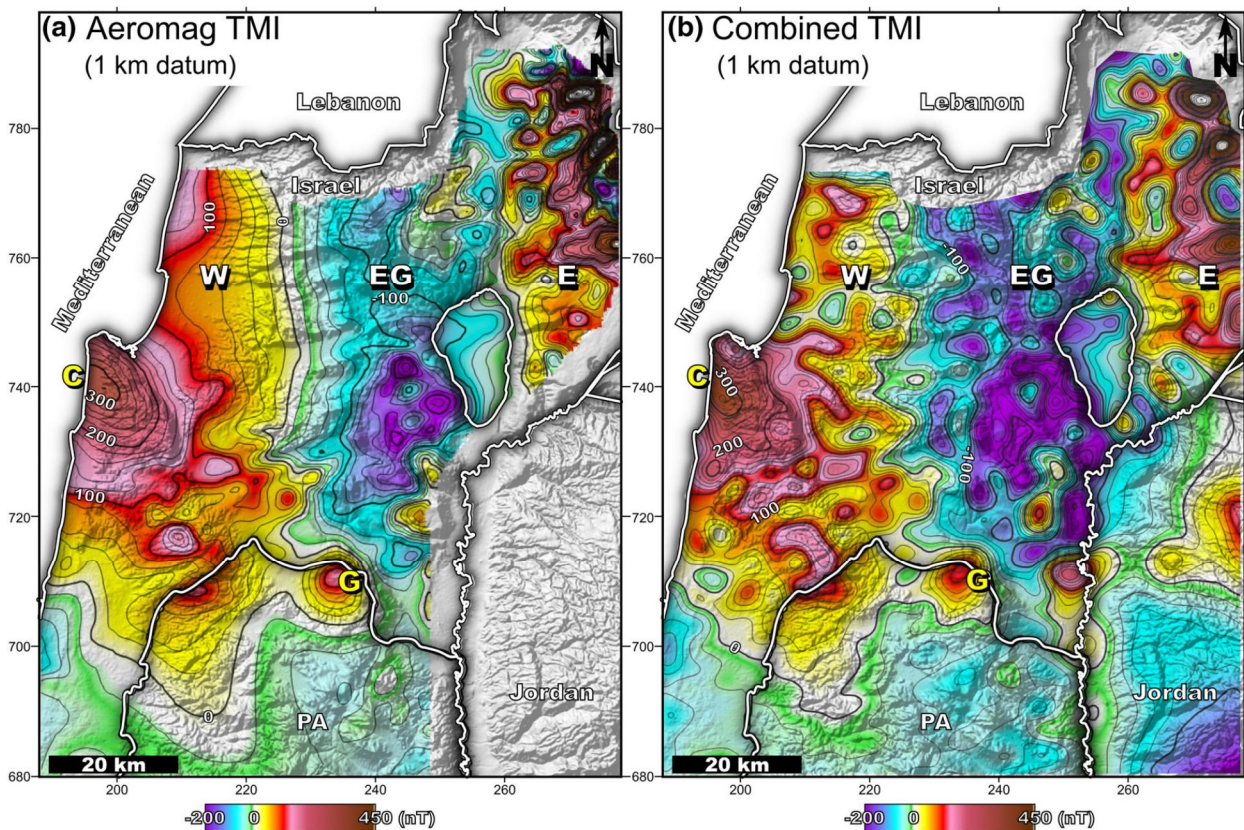 (a) Aeromag TMI
(1 km datum)
N
Lebanon
780
Israel
Mediterranean
100
0
760
W
EG
E
-100
C
740
300
200
100
720
G
700
0
Jordan
PA
20 km
680
200
220
240
260
-200
0
450 (nT)
(b) Combined TMI
(1 km datum)
N
Lebanon
780
Israel
Mediterranean
-100
760
W
EG
E
C
740
300
200
-100
100
720
G
700
0
Jordan
PA
20 km
680
200
220
240
260
-200
0
450 (nT)